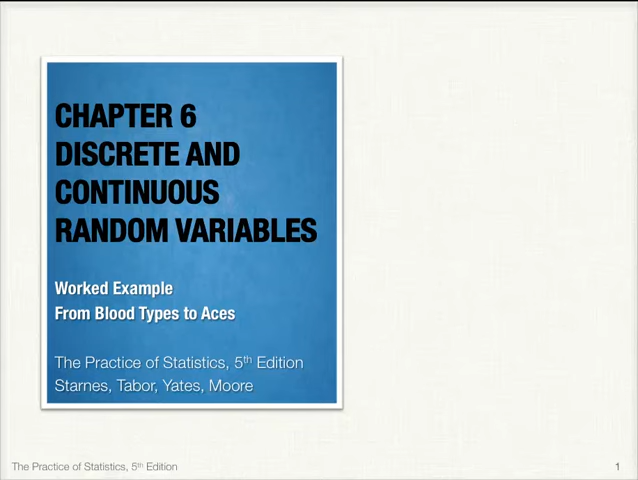 CHAPTER 6
DISCRETE AND
CONTINUOUS
RANDOM VARIABLES
Worked Example
From Blood Types to Aces
The Practice of Statistics, 5th Edition
Starnes, Tabor, Yates, Moore
The Practice of Statistics, 5th Edition
1